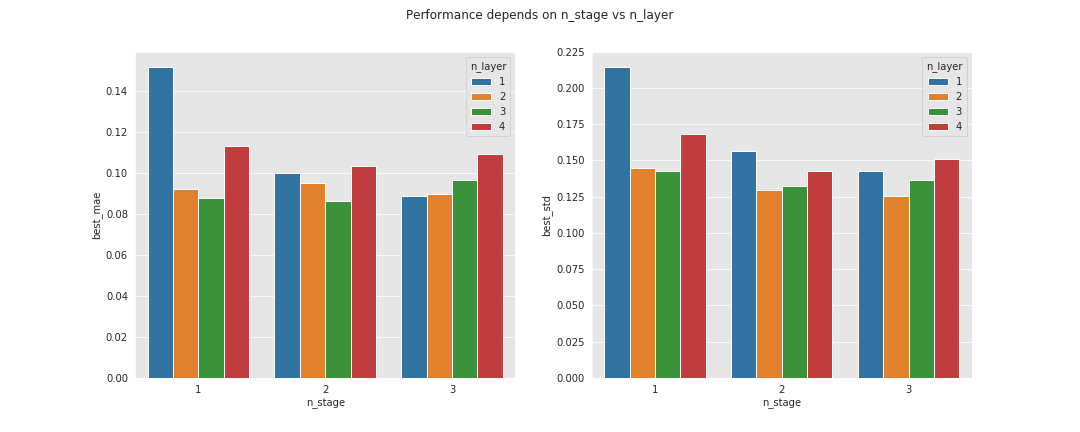 Performance depends on n_stage vs n_layer
best_mae
0.14
0.12
0.10
0.08
0.06
0.04
0.02
0.00
n_layer
1
2
3
4
1 2 3
n_stage
best_std
0.225
0.200
0.175
0.150
0.125
0.100
0.075
0.050
0.025
0.000
n_layer
1
2
3
4
1 2 3
n_stage